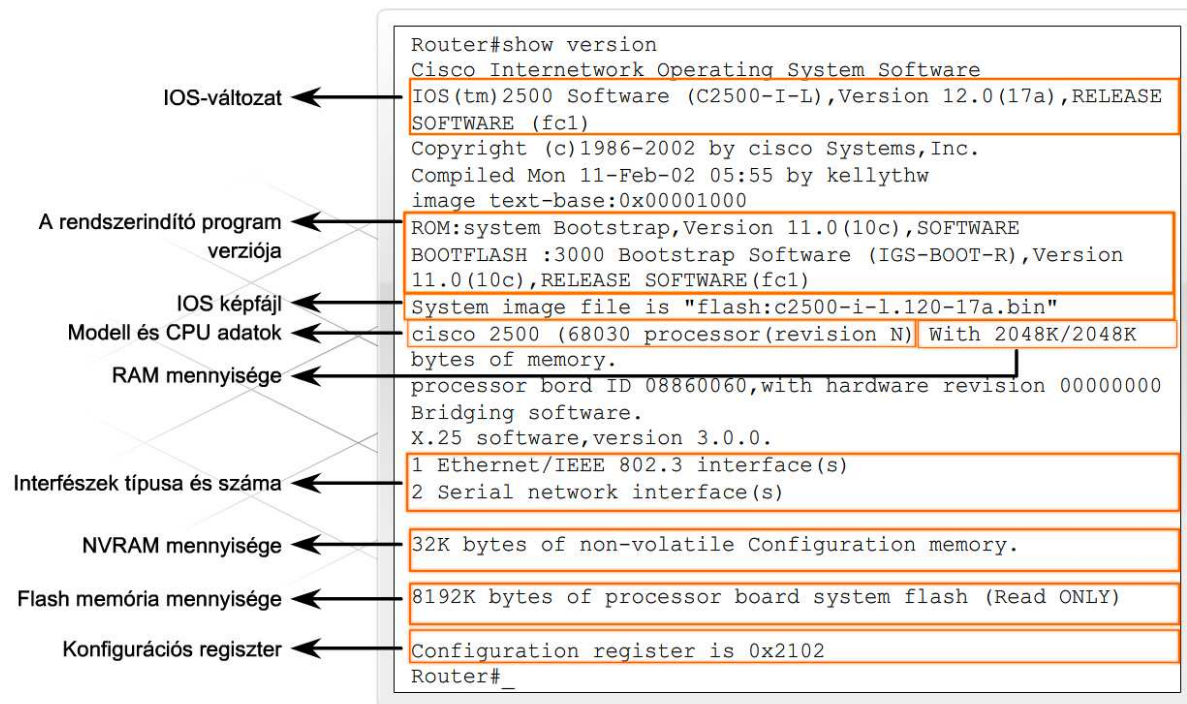 Router#show version
Cisco Internetwork Operating System Software
IOS-változat
IOS(tm)2500 Software (C2500-I-L),Version 12.0(17a),RELEASE
SOFTWARE (fc1)
Copyright (c)1986-2002 by cisco Systems,Inc.
Compiled Mon 11-Feb-02 05:55 by kellythw
image text-base:0x00001000
A rendszerindító program
verziója
ROM:system Bootstrap,Version 11.0(10c),SOFTWARE
BOOTFLASH :3000 Bootstrap Software (IGS-BOOT-R),Version
11.0(10c),RELEASE SOFTWARE(fc1)
IOS képfájl
System image file is "flash:c2500-i-l.120-17a.bin"
Modell és CPU adatok
cisco 2500 (68030 processor(revision N) With 2048K/2048K
bytes of memory.
RAM mennyisége
processor bord ID 08860060,with hardware revision 00000000
Bridging software.
X.25 software,version 3.0.0.
Interfészek típusa és száma
1 Ethernet/IEEE 802.3 interface(s)
2 Serial network interface(s)
NVRAM mennyisége
32K bytes of non-volatile Configuration memory.
Flash memória mennyisége
8192K bytes of processor board system flash (Read ONLY)
Konfigurációs regiszter
Configuration register is 0x2102
Router#_